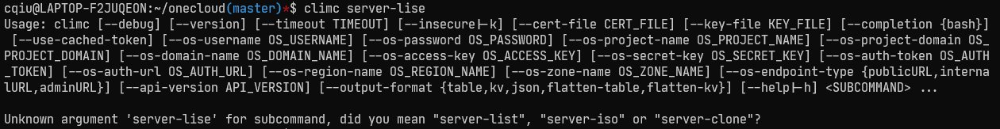 cqiu@LAPTOP-F2JUQEON:~/onecloud(master)*$ climc server-lise
Usage: climc [--debug] [--version] [--timeout TIMEOUT] [--insecure|-k] [--cert-file CERT_FILE] [--key-file KEY_FILE] [--completion {bash}]
[--use-cached-token] [--os-username OS_USERNAME] [--os-password OS_PASSWORD] [--os-project-name OS_PROJECT_NAME] [--os-project-domain OS_
PROJECT_DOMAIN] [--os-domain-name OS_DOMAIN_NAME] [--os-access-key OS_ACCESS_KEY] [--os-secret-key OS_SECRET_KEY] [--os-auth-token OS_AUTH
_TOKEN] [--os-auth-url OS_AUTH_URL] [--os-region-name OS_REGION_NAME] [--os-zone-name OS_ZONE_NAME] [--os-endpoint-type {publicURL,interna
lURL,adminURL}] [--api-version API_VERSION] [--output-format {table,kv,json,flatten-table,flatten-kv}] [--help|-h] <SUBCOMMAND> ...
Unknown argument 'server-lise' for subcommand, did you mean "server-list", "server-iso" or "server-clone"?